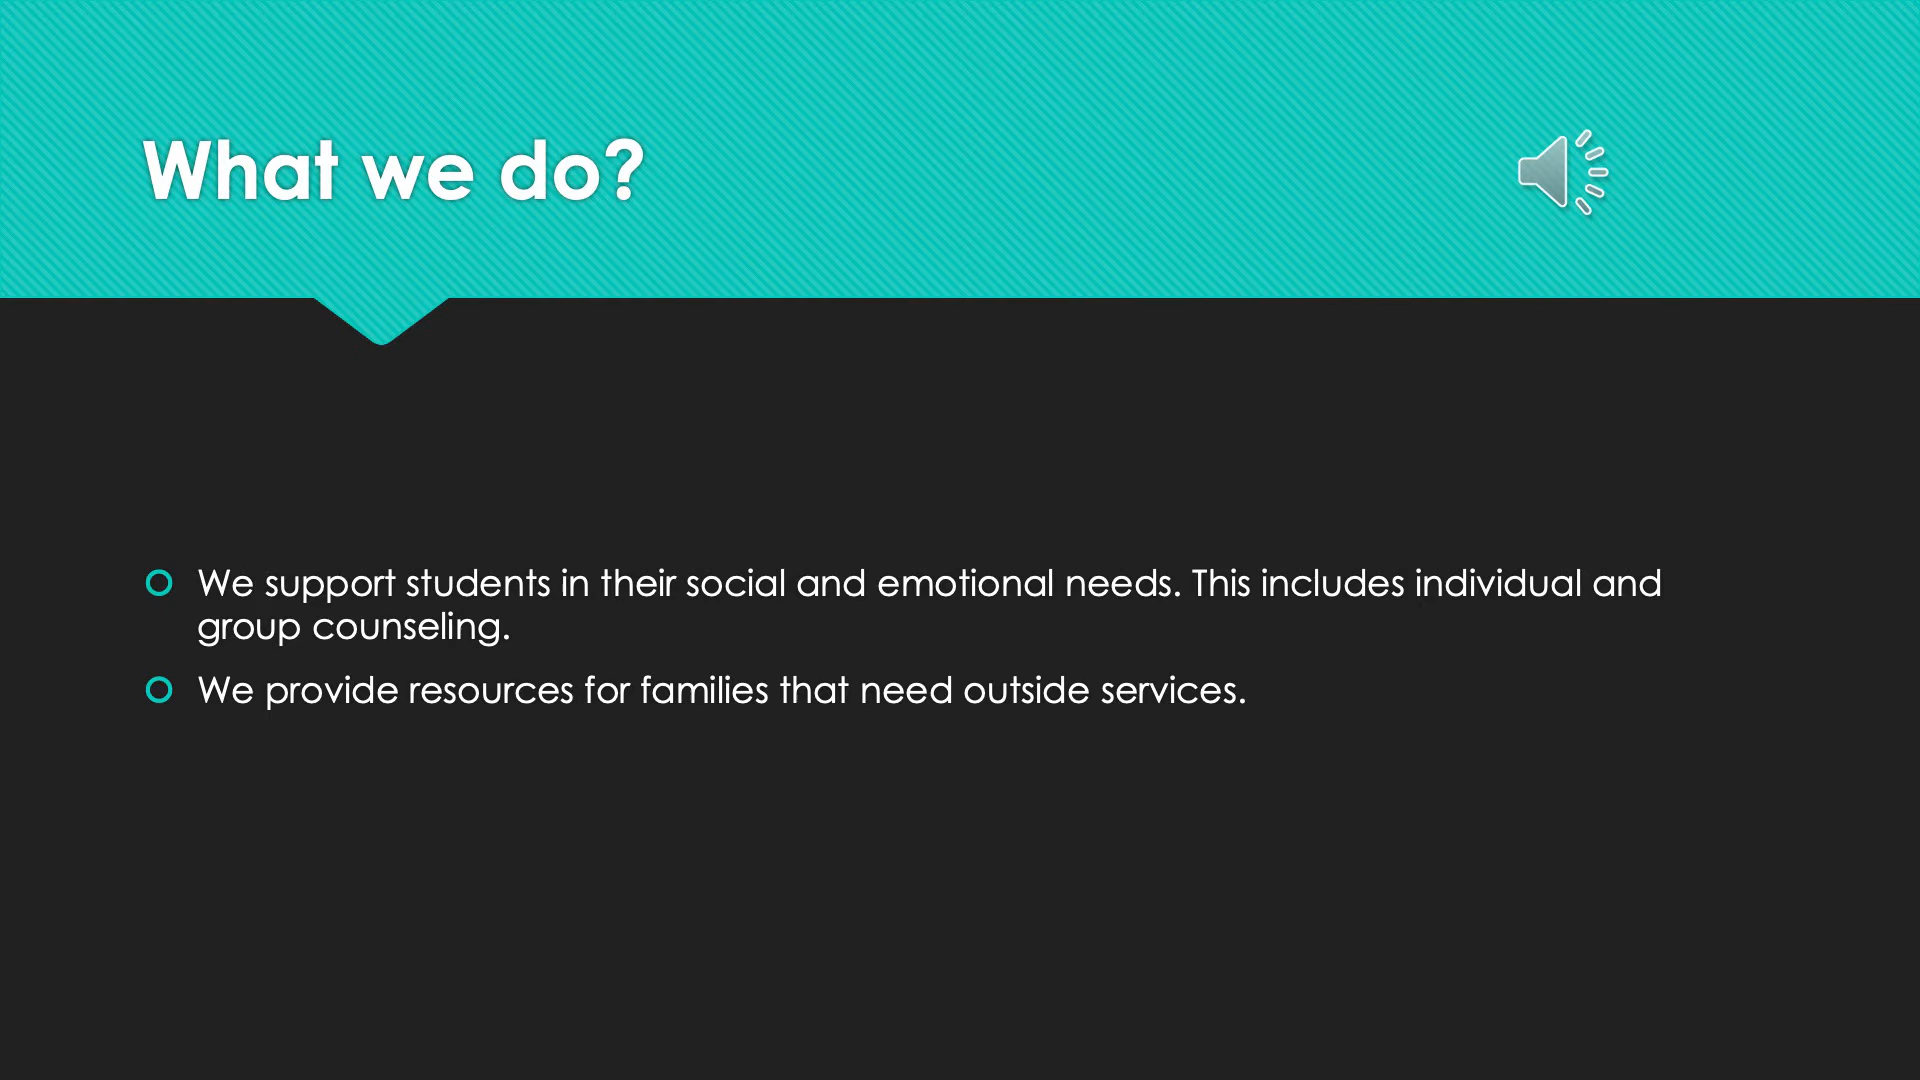 What we do?
We support students in their social and emotional needs. This includes individual and
group counseling.
We provide resources for families that need outside services.